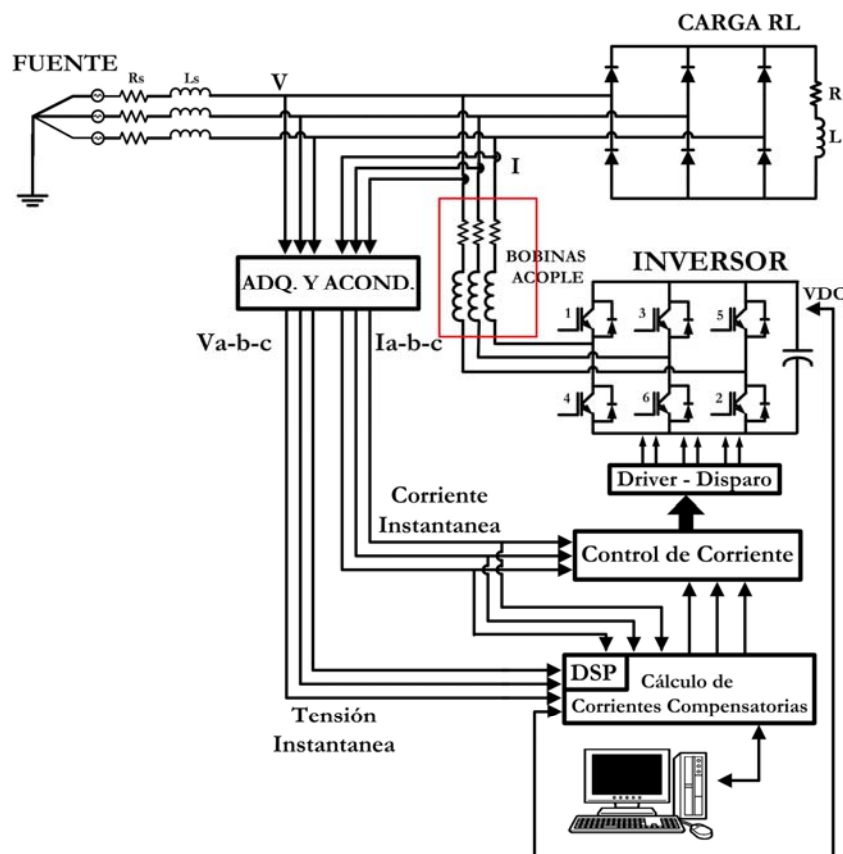 CARGA RL
FUENTE
Rs
Ls
V
R
L
I
BOBINAS
ACOPLE
INVERSOR
VDC
ADQ. Y ACOND.
1
3
5
4
6
2
Va-b-c
Ia-b-c
Driver - Disparo
Corriente
Instantanea
Control de Corriente
DSP
Cálculo de
Corrientes Compensatorias
Tensión
Instantanea